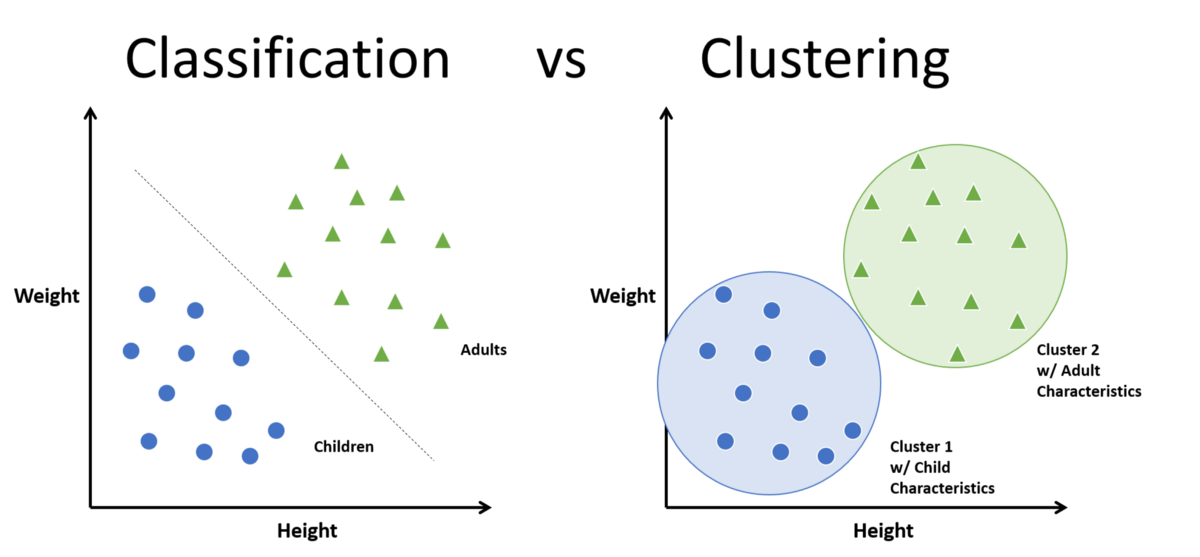 Classification vs Clustering
Weight
Adults
Children
Height
Weight
Cluster 2
w/ Adult
Characteristics
Cluster 1
w/ Child
Characteristics
Height